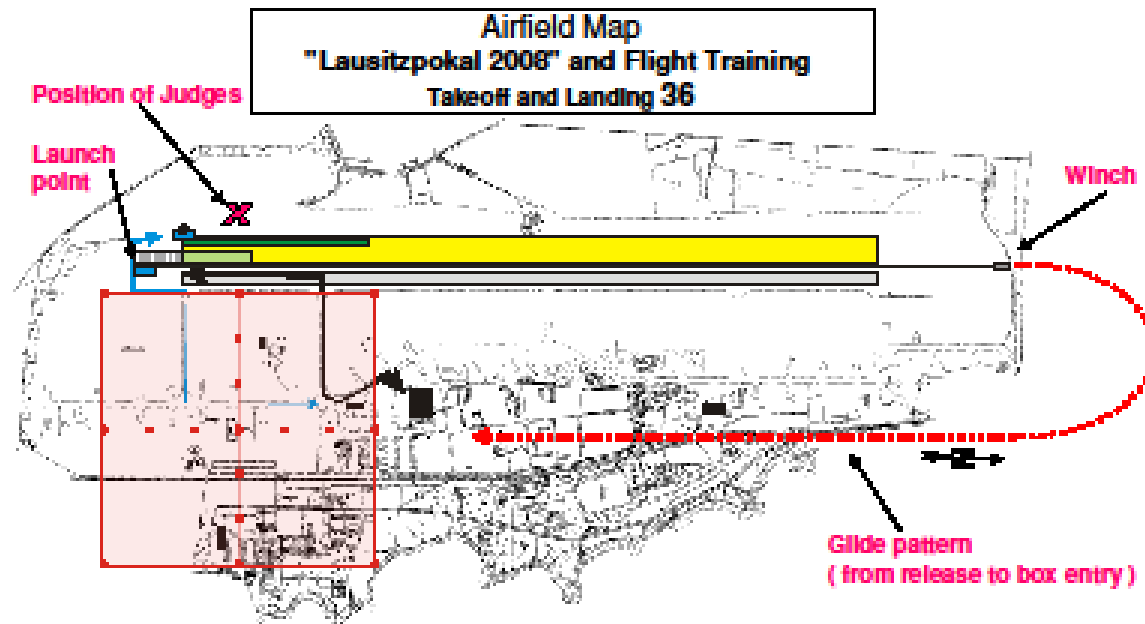 Airfield Map
"Lausitzpokal 2008" and Flight Training
Takeoff and Landing 36
Position of Judges
Launch
point
Winch
Glide pattern
( from release to box entry )